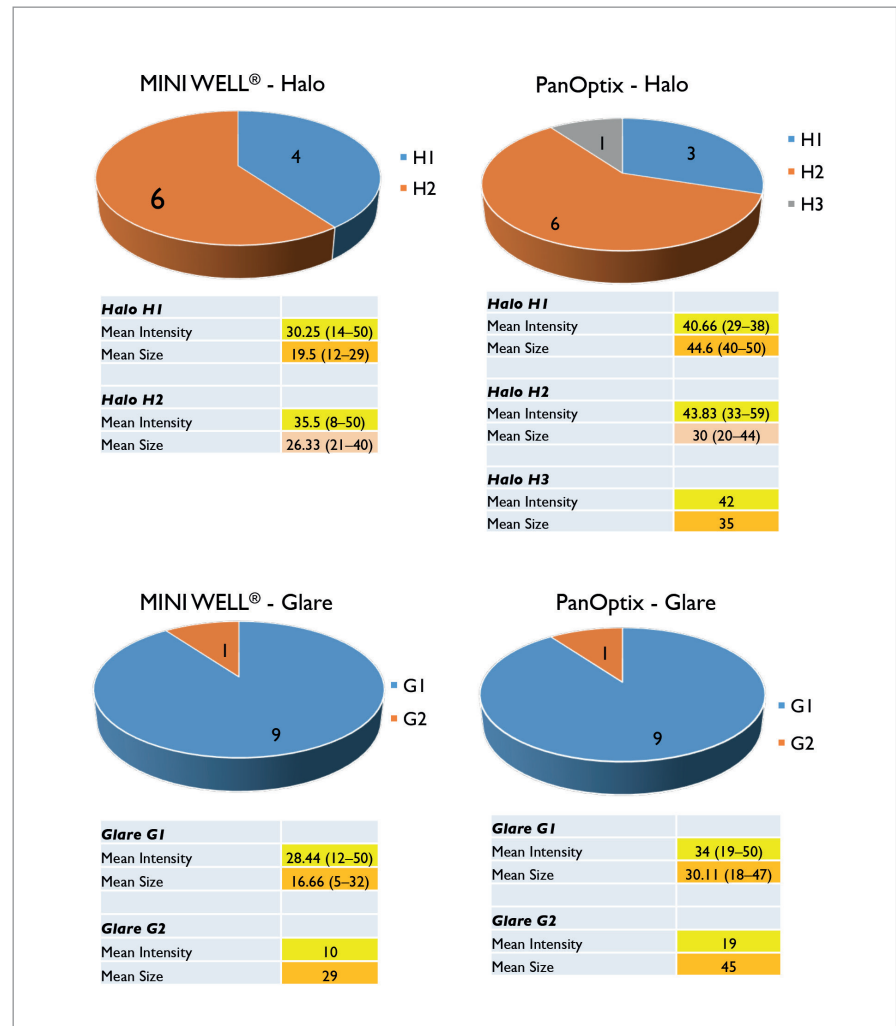 MINI WELL® - Halo
4
6
H1
H2
Halo H1
Mean Intensity 30.25 (14–50)
Mean Size 19.5 (12–29)
Halo H2
Mean Intensity 35.5 (8–50)
Mean Size 26.33 (21–40)
PanOptix - Halo
1
3
6
H1
H2
H3
Halo H1
Mean Intensity 40.66 (29–38)
Mean Size 44.6 (40–50)
Halo H2
Mean Intensity 43.83 (33–59)
Mean Size 30 (20–44)
Halo H3
Mean Intensity 42
Mean Size 35
MINI WELL® - Glare
1
9
G1
G2
Glare G1
Mean Intensity 28.44 (12–50)
Mean Size 16.66 (5–32)
Glare G2
Mean Intensity 10
Mean Size 29
PanOptix - Glare
1
9
G1
G2
Glare G1
Mean Intensity 34 (19–50)
Mean Size 30.11 (18–47)
Glare G2
Mean Intensity 19
Mean Size 45